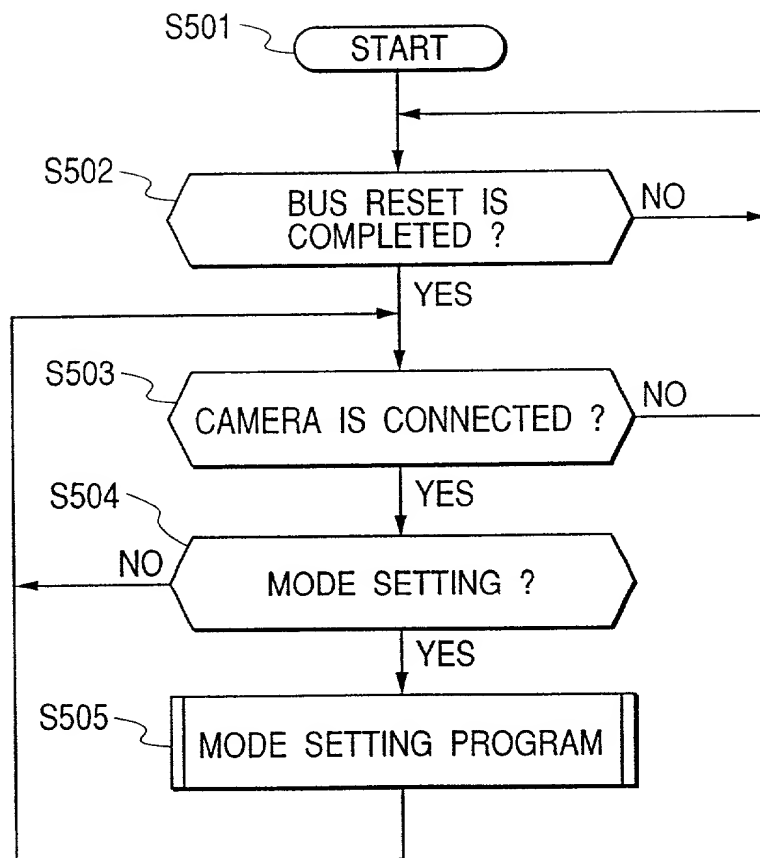 S501
START
S502
BUS RESET IS
COMPLETED ?
NO
YES
S503
CAMERA IS CONNECTED ?
NO
YES
S504
NO
MODE SETTING ?
YES
S505
MODE SETTING PROGRAM